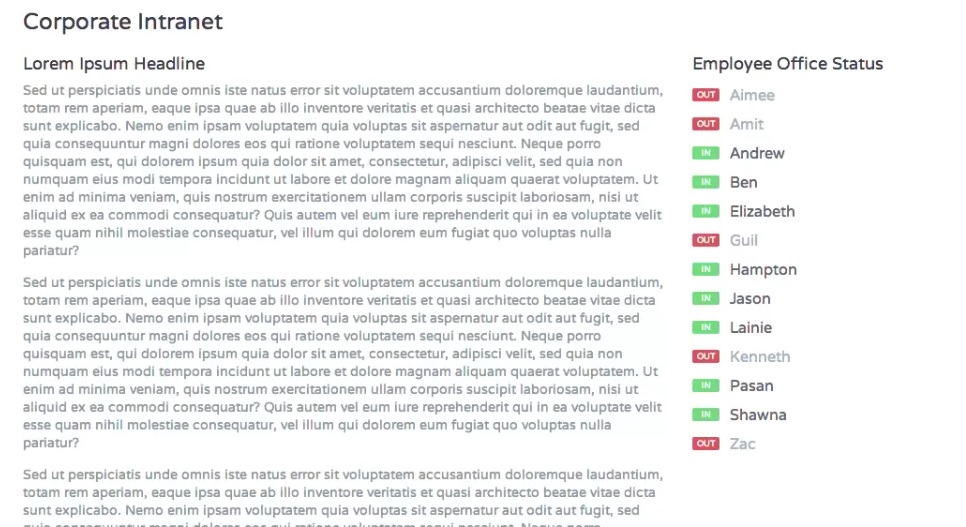 Corporate Intranet
Lorem Ipsum Headline
Sed ut perspiciatis unde omnis iste natus error sit voluptatem accusantium doloremque laudantium,
totam rem aperiam, eaque ipsa quae ab illo inventore veritatis et quasi architecto beatae vitae dicta
sunt explicabo. Nemo enim ipsam voluptatem quia voluptas sit aspernatur aut odit aut fugit, sed
quia consequuntur magni dolores eos qui ratione voluptatem sequi nesciunt. Neque porro
quisquam est, qui dolorem ipsum quia dolor sit amet, consectetur, adipisci velit, sed quia non
numquam eius modi tempora incidunt ut labore et dolore magnam aliquam quaerat voluptatem. Ut
enim ad minima veniam, quis nostrum exercitationem ullam corporis suscipit laboriosam, nisi ut
aliquid ex ea commodi consequatur? Quis autem vel eum iure reprehenderit qui in ea voluptate velit
esse quam nihil molestiae consequatur, vel illum qui dolorem eum fugiat quo voluptas nulla
pariatur?
Sed ut perspiciatis unde omnis iste natus error sit voluptatem accusantium doloremque laudantium,
totam rem aperiam, eaque ipsa quae ab illo inventore veritatis et quasi architecto beatae vitae dicta
sunt explicabo. Nemo enim ipsam voluptatem quia voluptas sit aspernatur aut odit aut fugit, sed
quia consequuntur magni dolores eos qui ratione voluptatem sequi nesciunt. Neque porro
quisquam est, qui dolorem ipsum quia dolor sit amet, consectetur, adipisci velit, sed quia non
numquam eius modi tempora incidunt ut labore et dolore magnam aliquam quaerat voluptatem. Ut
enim ad minima veniam, quis nostrum exercitationem ullam corporis suscipit laboriosam, nisi ut
aliquid ex ea commodi consequatur? Quis autem vel eum iure reprehenderit qui in ea voluptate velit
esse quam nihil molestiae consequatur, vel illum qui dolorem eum fugiat quo voluptas nulla
pariatur?
Sed ut perspiciatis unde omnis iste natus error sit voluptatem accusantium doloremque laudantium,
totam rem aperiam, eaque ipsa quae ab illo inventore veritatis et quasi architecto beatae vitae dicta
sunt explicabo. Nemo enim ipsam voluptatem quia voluptas sit aspernatur aut odit aut fugit, sed
quia consequuntur magni dolores eos qui ratione voluptatem sequi nesciunt. Neque porro
Employee Office Status
OUT Aimee
OUT Amit
IN Andrew
IN Ben
IN Elizabeth
OUT Guil
IN Hampton
IN Jason
IN Lainie
OUT Kenneth
IN Pasan
IN Shawna
OUT Zac